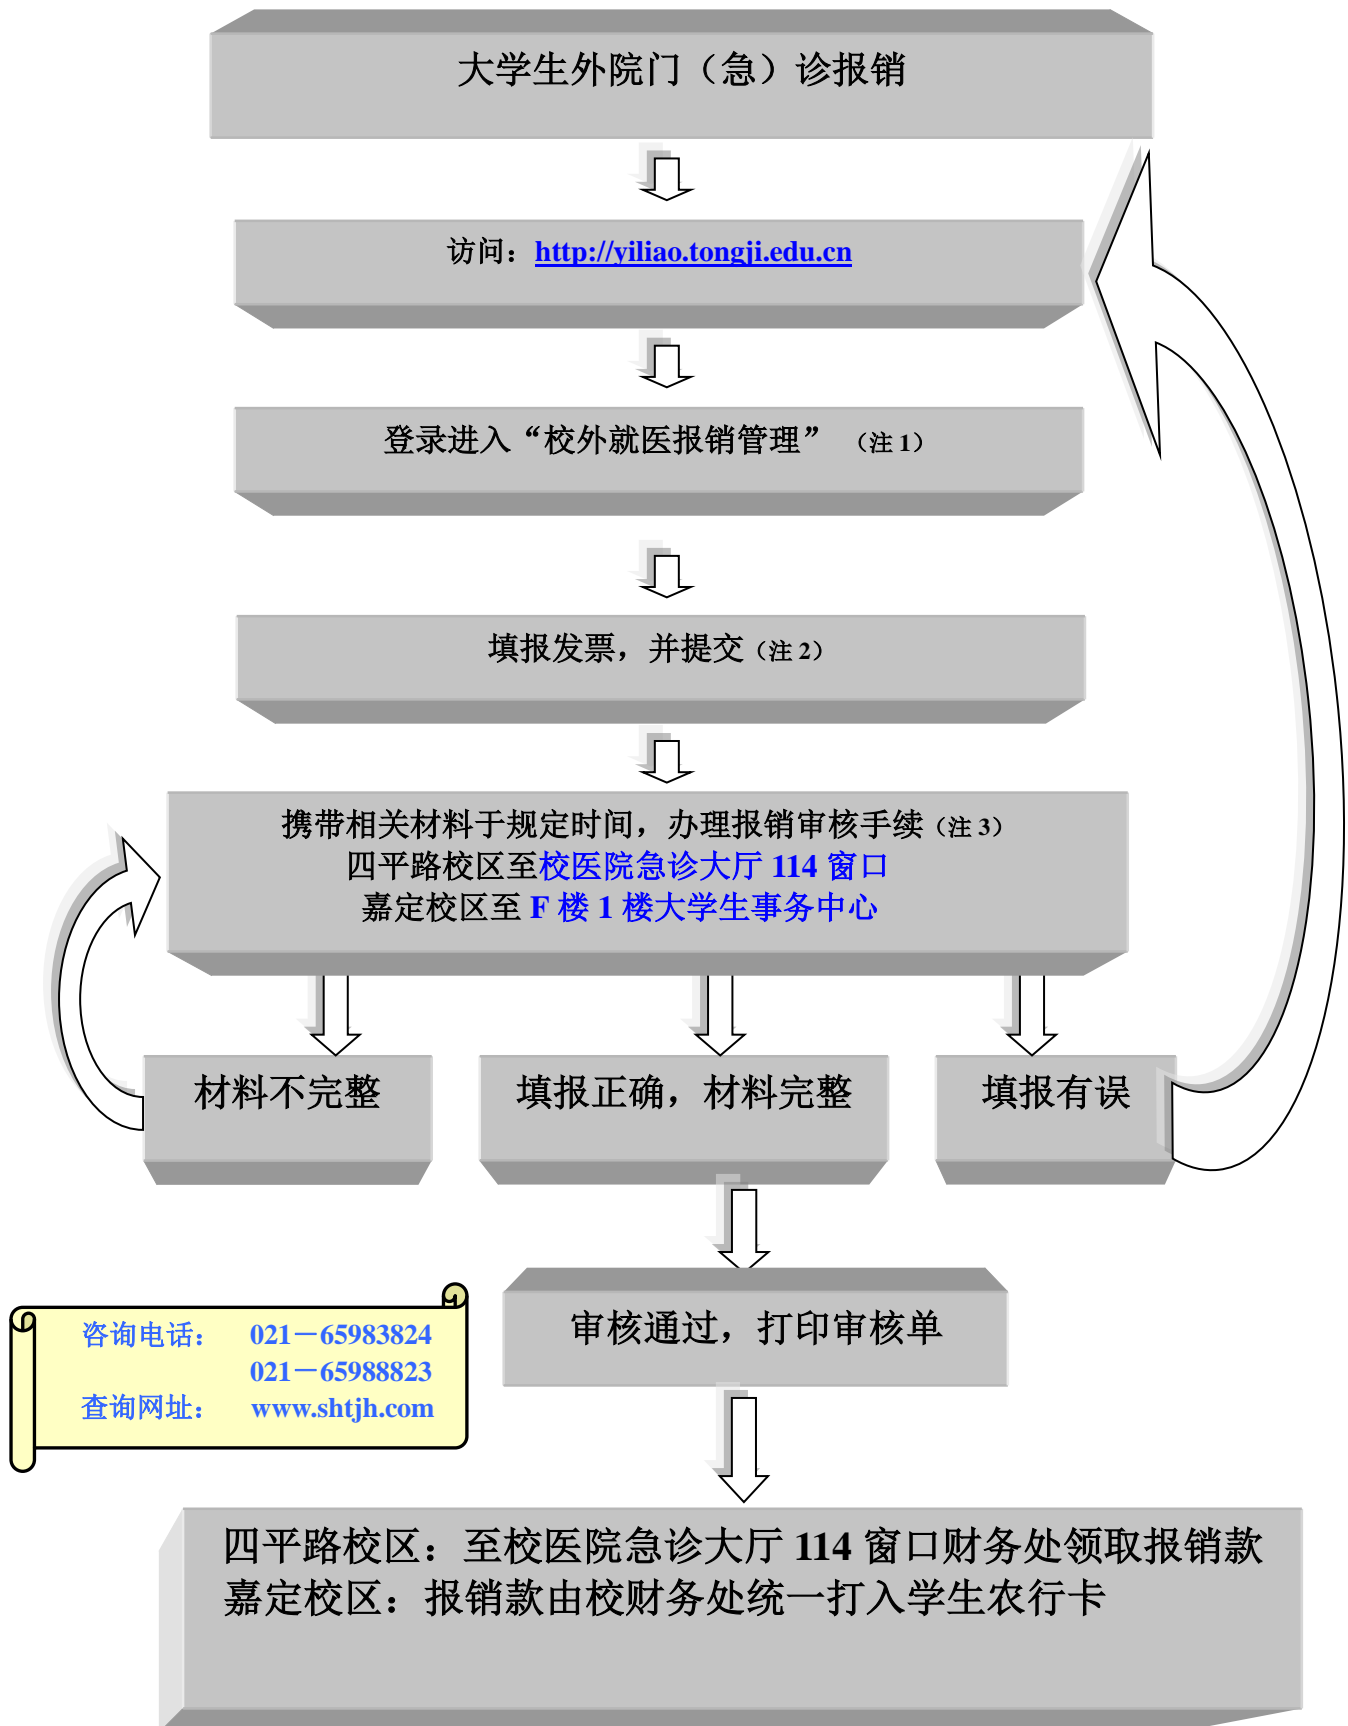 大学生外院门（急）诊报销
访问：http://yiliao.tongji.edu.cn
登录进入“校外就医报销管理” （注 1）
填报发票，并提交（注 2）
携带相关材料于规定时间，办理报销审核手续（注 3）
四平路校区至校医院急诊大厅 114 窗口
嘉定校区至 F 楼 1 楼大学生事务中心
材料不完整
填报正确，材料完整
填报有误
审核通过，打印审核单
咨询电话： 021－65983824
021－65988823
查询网址： www.shtjh.com
四平路校区：至校医院急诊大厅 114 窗口财务处领取报销款
嘉定校区：报销款由校财务处统一打入学生农行卡